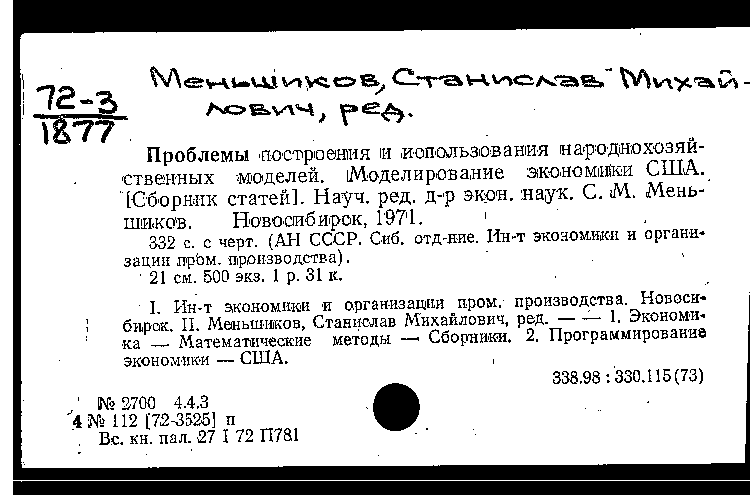 Меньшиков, Станислав Михай-
72-3
лович, ред.
1877
Проблемы построения и использования народнохозяй-
ственных моделей. Моделирование экономики США.
[Сборник статей]. Науч. ред. д-р экон. наук. С. М. Мень-
шиков. Новосибирск, 1971.
332 с. с черт. (АН СССР. Сиб. отд-ние. Ин-т экономики и органи-
зации пром. производства).
21 см. 500 экз. 1 р. 31 к.
I. Ин-т экономики и организации пром. производства. Новоси-
бирск. II. Меньшиков, Станислав Михайлович, ред. — — 1. Экономи-
ка — Математические методы — Сборники. 2. Программирование
экономики — США.
338.98 : 330.115(73)
№ 2700 4.4.3
4 № 112 [72-3525] п
Вс. кн. пал. 27 I 72 П781